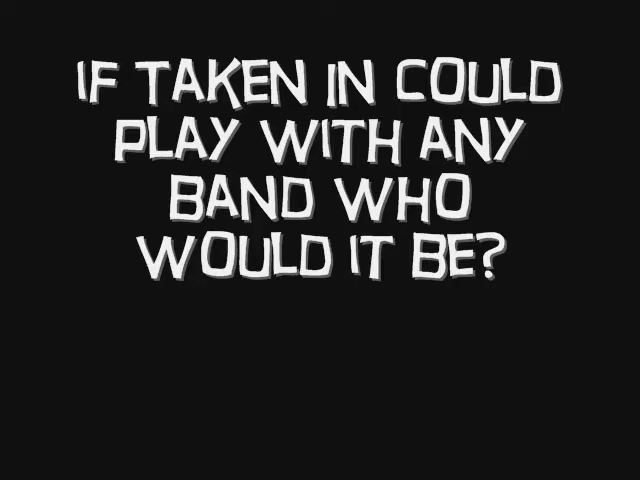 IF TAKEN IN COULD
PLAY WITH ANY
BAND WHO
WOULD IT BE?